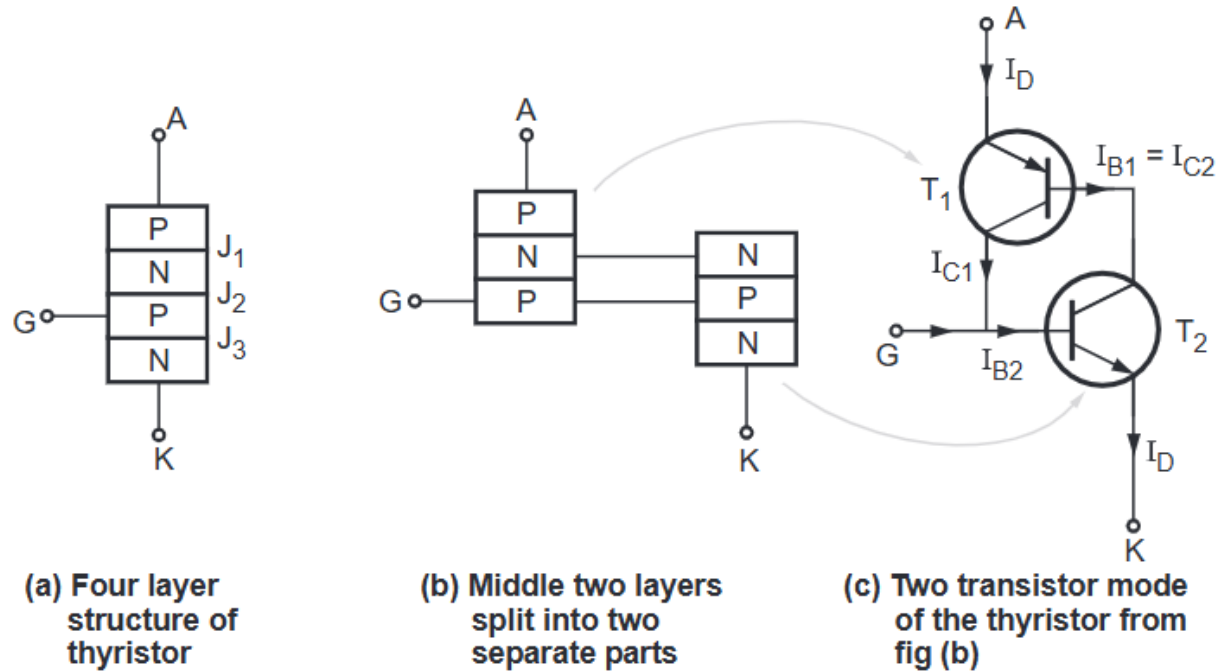 A
P
J1
N
J2
G
P
J3
N
K
(a) Four layer
structure of
thyristor
A
P
N
N
G
P
P
N
K
(b) Middle two layers
split into two
separate parts
A
ID
T1
IB1 = IC2
IC1
G
IB2
T2
ID
K
(c) Two transistor mode
of the thyristor from
fig (b)